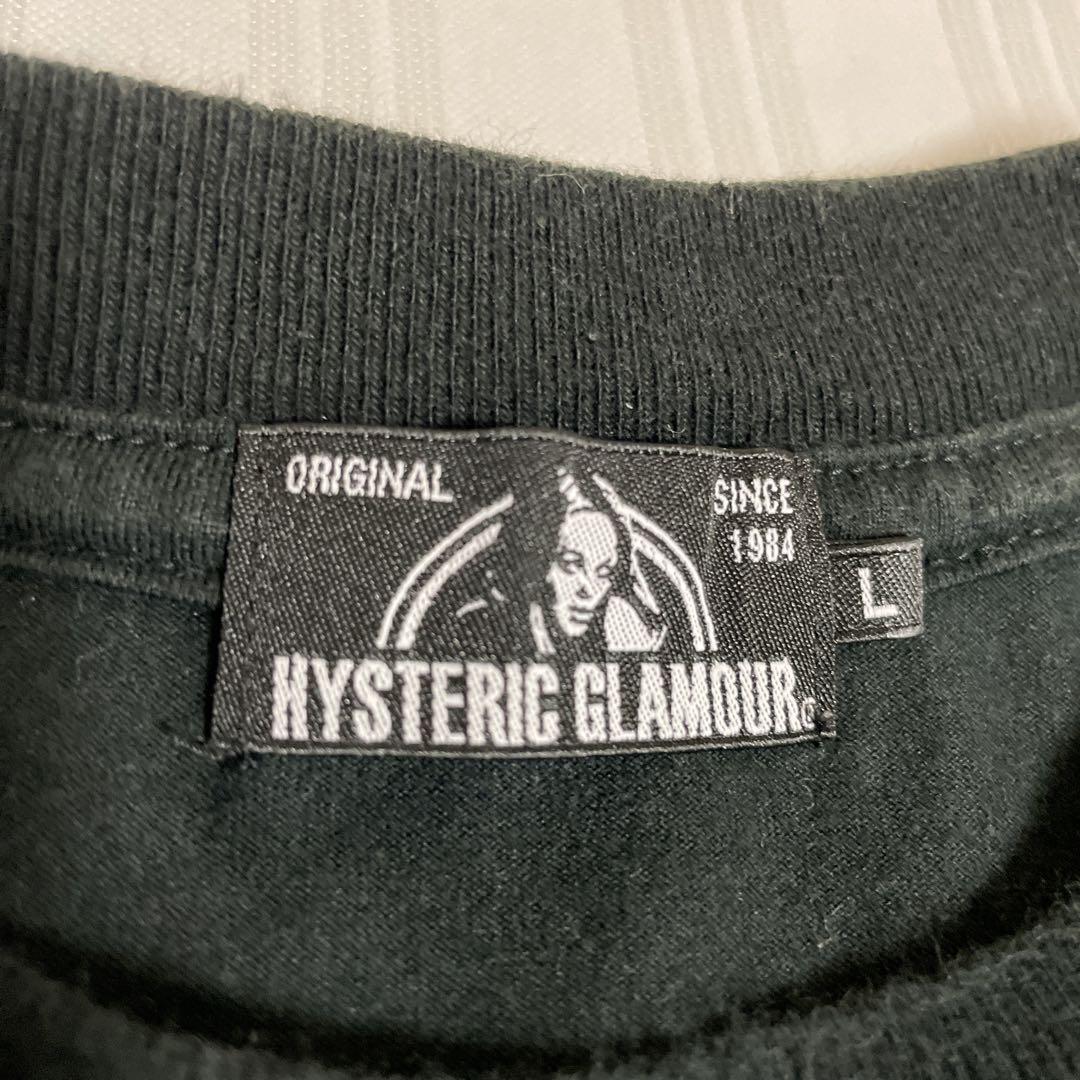 ORIGINAL
SINCE
1984
HYSTERIC GLAMOUR
L